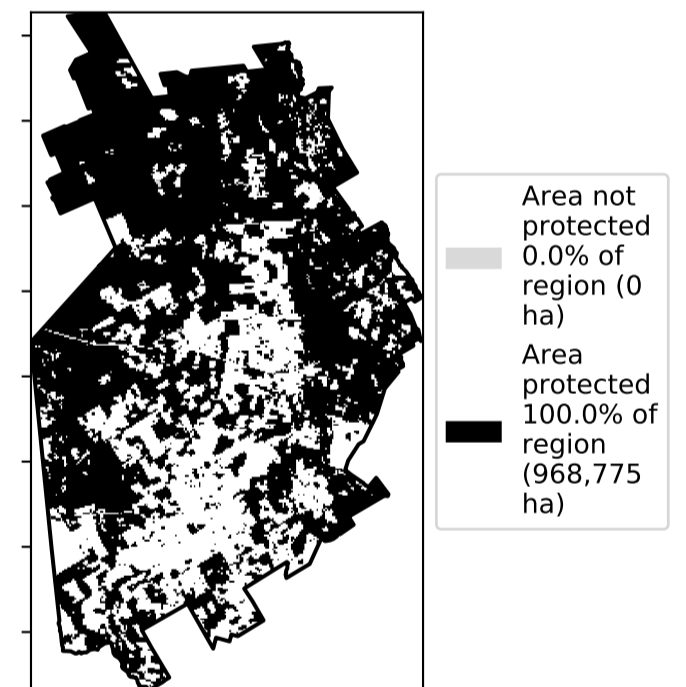 Area not
protected
0.0% of
region (0
ha)
Area
protected
100.0% of
region
(968,775
ha)